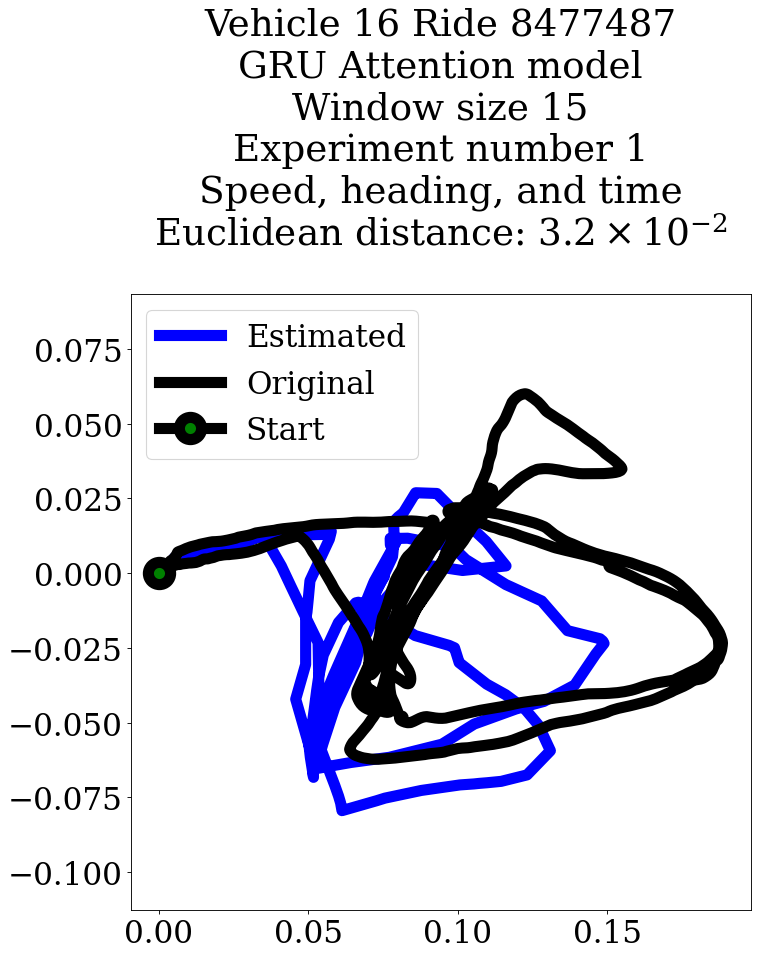 Vehicle 16 Ride 8477487
GRU Attention model
Window size 15
Experiment number 1
Speed, heading, and time
Euclidean distance: 3.2 × 10⁻²
Estimated
Original
Start
0.075
0.050
0.025
0.000
−0.025
−0.050
−0.075
−0.100
0.00 0.05 0.10 0.15